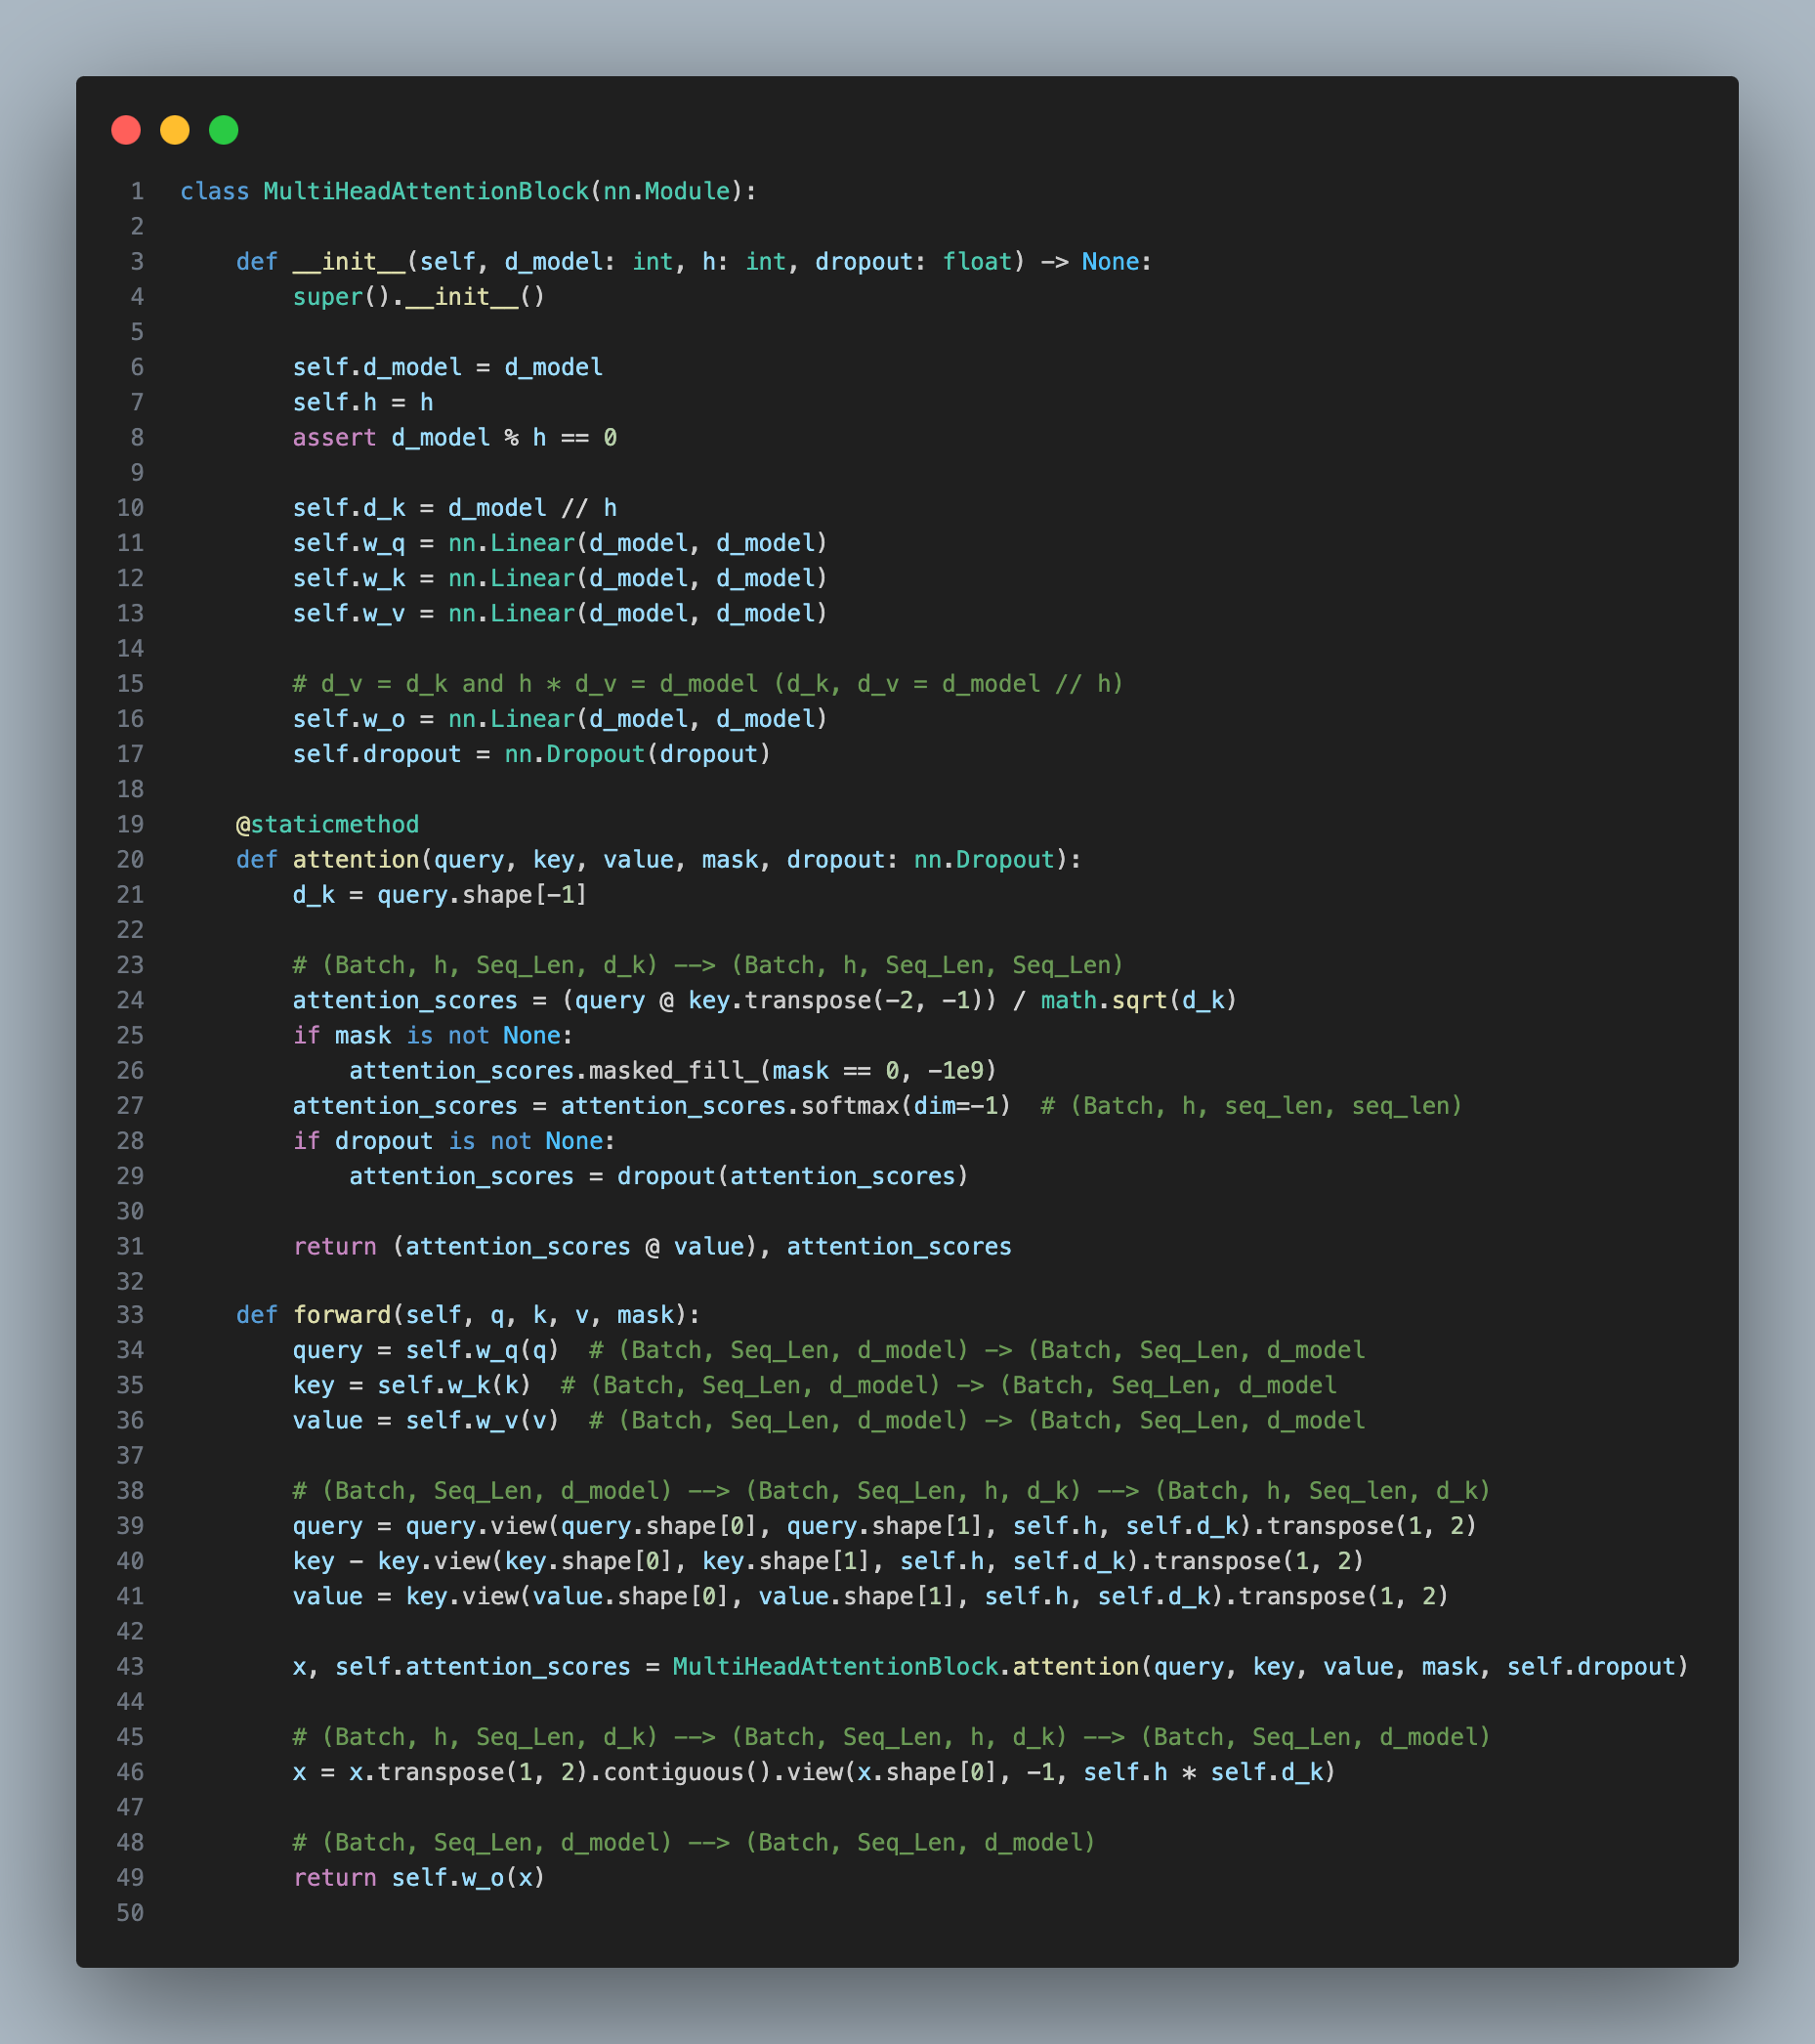 1 class MultiHeadAttentionBlock(nn.Module):
2
3     def __init__(self, d_model: int, h: int, dropout: float) -> None:
4         super().__init__()
5
6         self.d_model = d_model
7         self.h = h
8         assert d_model % h == 0
9
10         self.d_k = d_model // h
11         self.w_q = nn.Linear(d_model, d_model)
12         self.w_k = nn.Linear(d_model, d_model)
13         self.w_v = nn.Linear(d_model, d_model)
14
15         # d_v = d_k and h * d_v = d_model (d_k, d_v = d_model // h)
16         self.w_o = nn.Linear(d_model, d_model)
17         self.dropout = nn.Dropout(dropout)
18
19     @staticmethod
20     def attention(query, key, value, mask, dropout: nn.Dropout):
21         d_k = query.shape[-1]
22
23         # (Batch, h, Seq_Len, d_k) --> (Batch, h, Seq_Len, Seq_Len)
24         attention_scores = (query @ key.transpose(-2, -1)) / math.sqrt(d_k)
25         if mask is not None:
26             attention_scores.masked_fill_(mask == 0, -1e9)
27         attention_scores = attention_scores.softmax(dim=-1)  # (Batch, h, seq_len, seq_len)
28         if dropout is not None:
29             attention_scores = dropout(attention_scores)
30
31         return (attention_scores @ value), attention_scores
32
33     def forward(self, q, k, v, mask):
34         query = self.w_q(q)  # (Batch, Seq_Len, d_model) -> (Batch, Seq_Len, d_model
35         key = self.w_k(k)  # (Batch, Seq_Len, d_model) -> (Batch, Seq_Len, d_model
36         value = self.w_v(v)  # (Batch, Seq_Len, d_model) -> (Batch, Seq_Len, d_model
37
38         # (Batch, Seq_Len, d_model) --> (Batch, Seq_Len, h, d_k) --> (Batch, h, Seq_len, d_k)
39         query = query.view(query.shape[0], query.shape[1], self.h, self.d_k).transpose(1, 2)
40         key - key.view(key.shape[0], key.shape[1], self.h, self.d_k).transpose(1, 2)
41         value = key.view(value.shape[0], value.shape[1], self.h, self.d_k).transpose(1, 2)
42
43         x, self.attention_scores = MultiHeadAttentionBlock.attention(query, key, value, mask, self.dropout)
44
45         # (Batch, h, Seq_Len, d_k) --> (Batch, Seq_Len, h, d_k) --> (Batch, Seq_Len, d_model)
46         x = x.transpose(1, 2).contiguous().view(x.shape[0], -1, self.h * self.d_k)
47
48         # (Batch, Seq_Len, d_model) --> (Batch, Seq_Len, d_model)
49         return self.w_o(x)
50